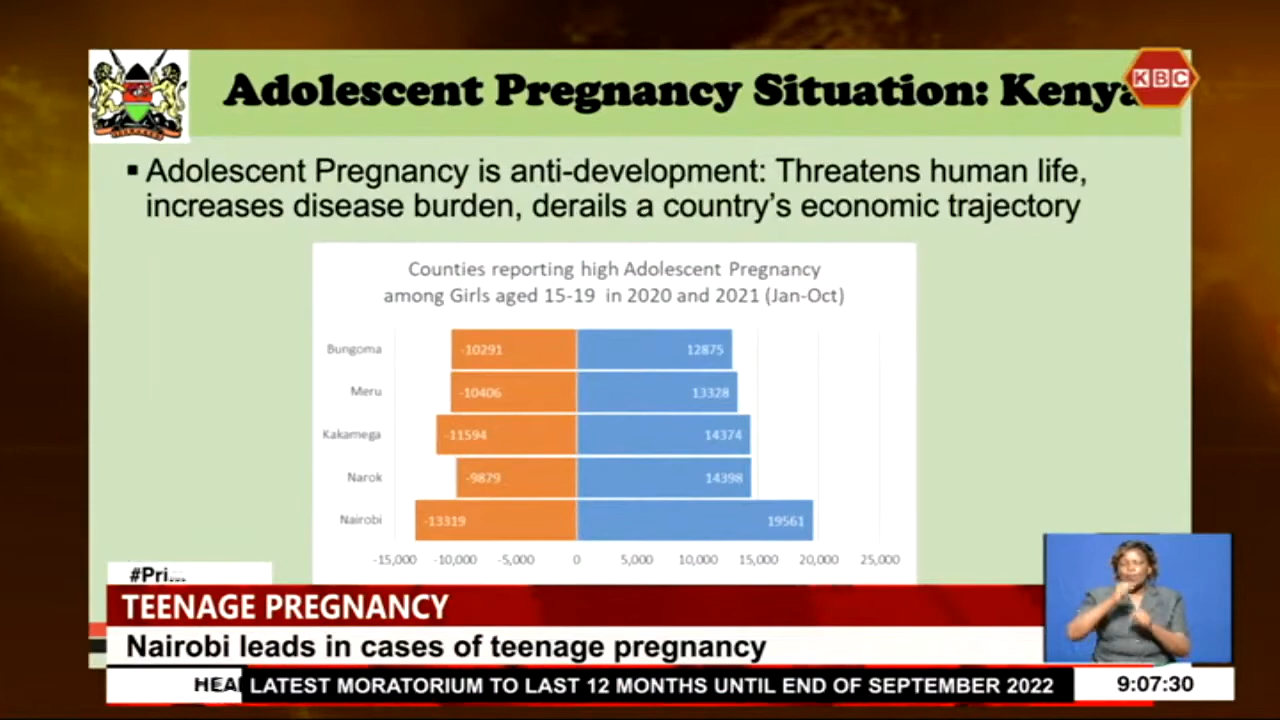 Adolescent Pregnancy Situation: Kenya
KBC
▪ Adolescent Pregnancy is anti-development: Threatens human life,
increases disease burden, derails a country's economic trajectory
Counties reporting high Adolescent Pregnancy
among Girls aged 15-19 in 2020 and 2021 (Jan-Oct)
Bungoma -10291 12875
Meru -10406 13328
Kakamega -11594 14374
Narok -9879 14398
Nairobi -13319 19561
-15,000 -10,000 -5,000 0 5,000 10,000 15,000 20,000 25,000
#Pri...
TEENAGE PREGNANCY
Nairobi leads in cases of teenage pregnancy
LATEST MORATORIUM TO LAST 12 MONTHS UNTIL END OF SEPTEMBER 2022
9:07:30